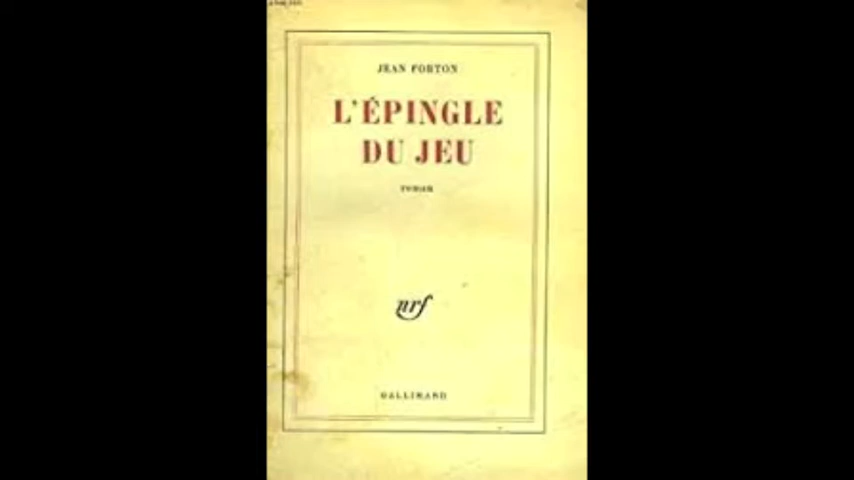 JEAN FORTON
L'ÉPINGLE
DU JEU
roman
nrf
GALLIMARD